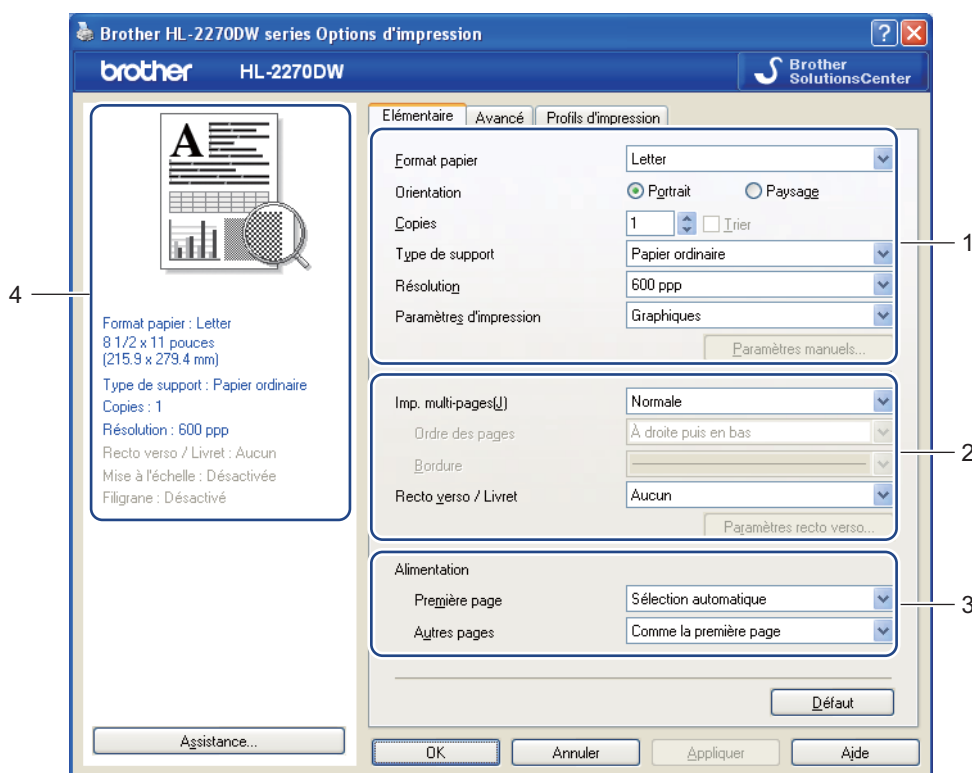 Brother HL-2270DW series Options d'impression
brother HL-2270DW
Brother
SolutionsCenter
A
Format papier : Letter
8 1/2 x 11 pouces
(215.9 x 279.4 mm)
Type de support : Papier ordinaire
Copies : 1
Résolution : 600 ppp
Recto verso / Livret : Aucun
Mise à l'échelle : Désactivée
Filigrane : Désactivé
4
Assistance...
Elémentaire Avancé Profils d'impression
Format papier Letter
Orientation Portrait Paysage
Copies 1 Trier
Type de support Papier ordinaire
Résolution 600 ppp
Paramètres d'impression Graphiques
Paramètres manuels...
1
Imp. multi-pages(J) Normale
Ordre des pages À droite puis en bas
Bordure
Recto verso / Livret Aucun
Paramètres recto verso...
2
Alimentation
Première page Sélection automatique
Autres pages Comme la première page
3
Défaut
OK Annuler Appliquer Aide